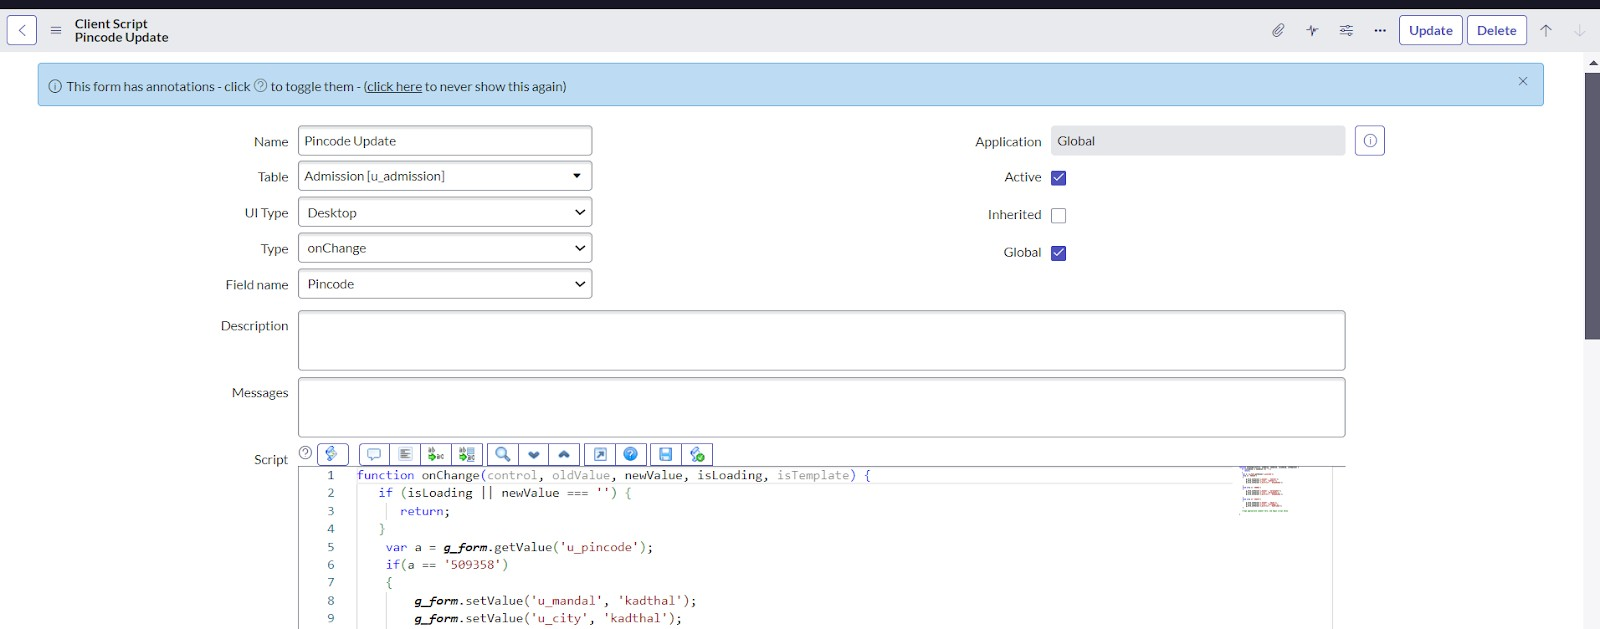 Client Script
Pincode Update
Update
Delete
This form has annotations - click ? to toggle them - (click here to never show this again)
Name
Pincode Update
Application
Global
Table
Admission [u_admission]
Active
UI Type
Desktop
Inherited
Type
onChange
Global
Field name
Pincode
Description
Messages
Script
1 function onChange(control, oldValue, newValue, isLoading, isTemplate) {
2 if (isLoading || newValue === '') {
3 return;
4 }
5 var a = g_form.getValue('u_pincode');
6 if(a == '509358')
7 {
8 g_form.setValue('u_mandal', 'kadthal');
9 g_form.setValue('u_city', 'kadthal');